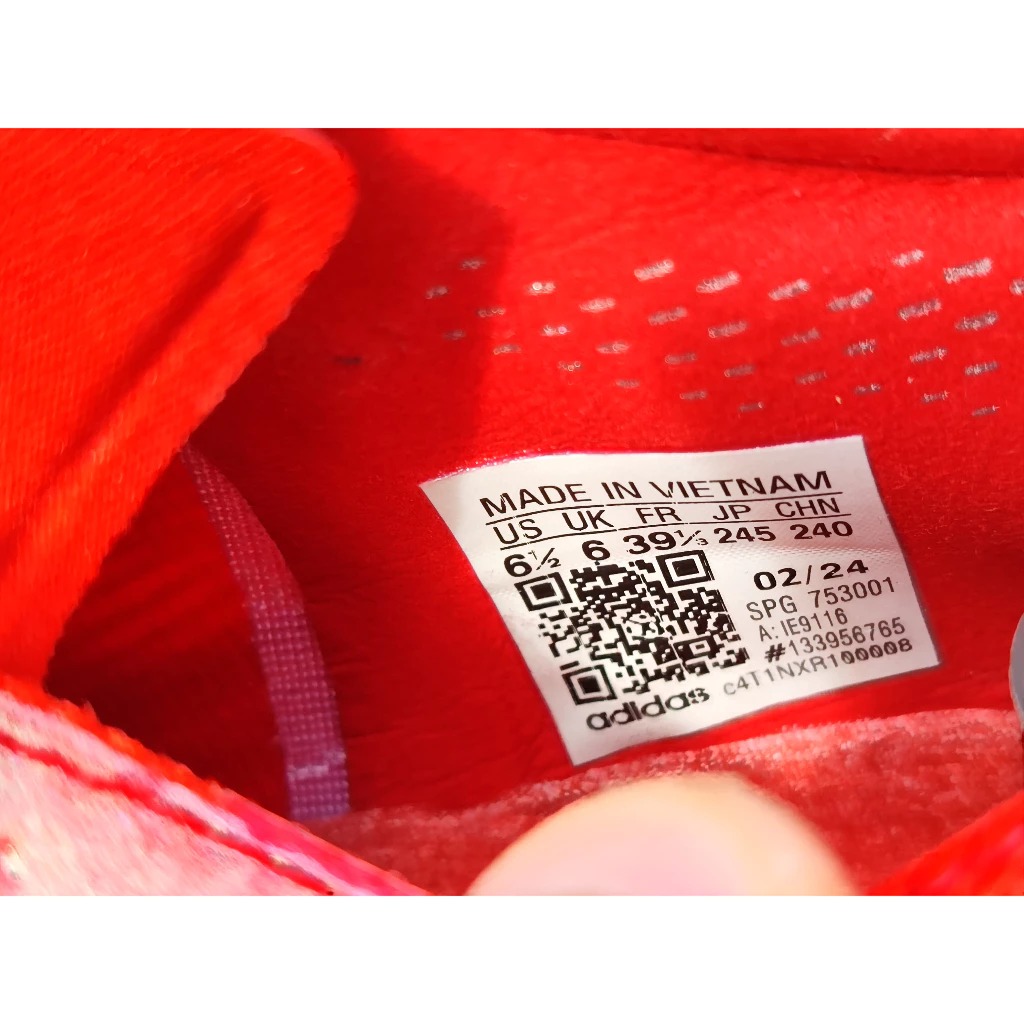 MADE IN VIETNAM
US UK FR JP CHN
6½ 6 39⅓ 245 240
02/24
SPG 753001
A: IE9116
#133956765
c4T1NXR100008
adidas